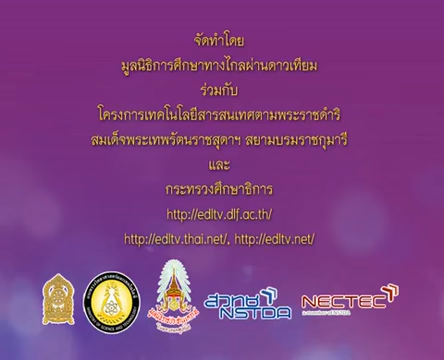 จัดทำโดย
มูลนิธิการศึกษาทางไกลผ่านดาวเทียม
ร่วมกับ
โครงการเทคโนโลยีสารสนเทศตามพระราชดำริ
สมเด็จพระเทพรัตนราชสุดาฯ สยามบรมราชกุมารี
และ
กระทรวงศึกษาธิการ
http://edltv.dlf.ac.th/
http://edltv.thai.net/, http://edltv.net/
สวทช
NSTDA
NECTEC
a member of NSTDA